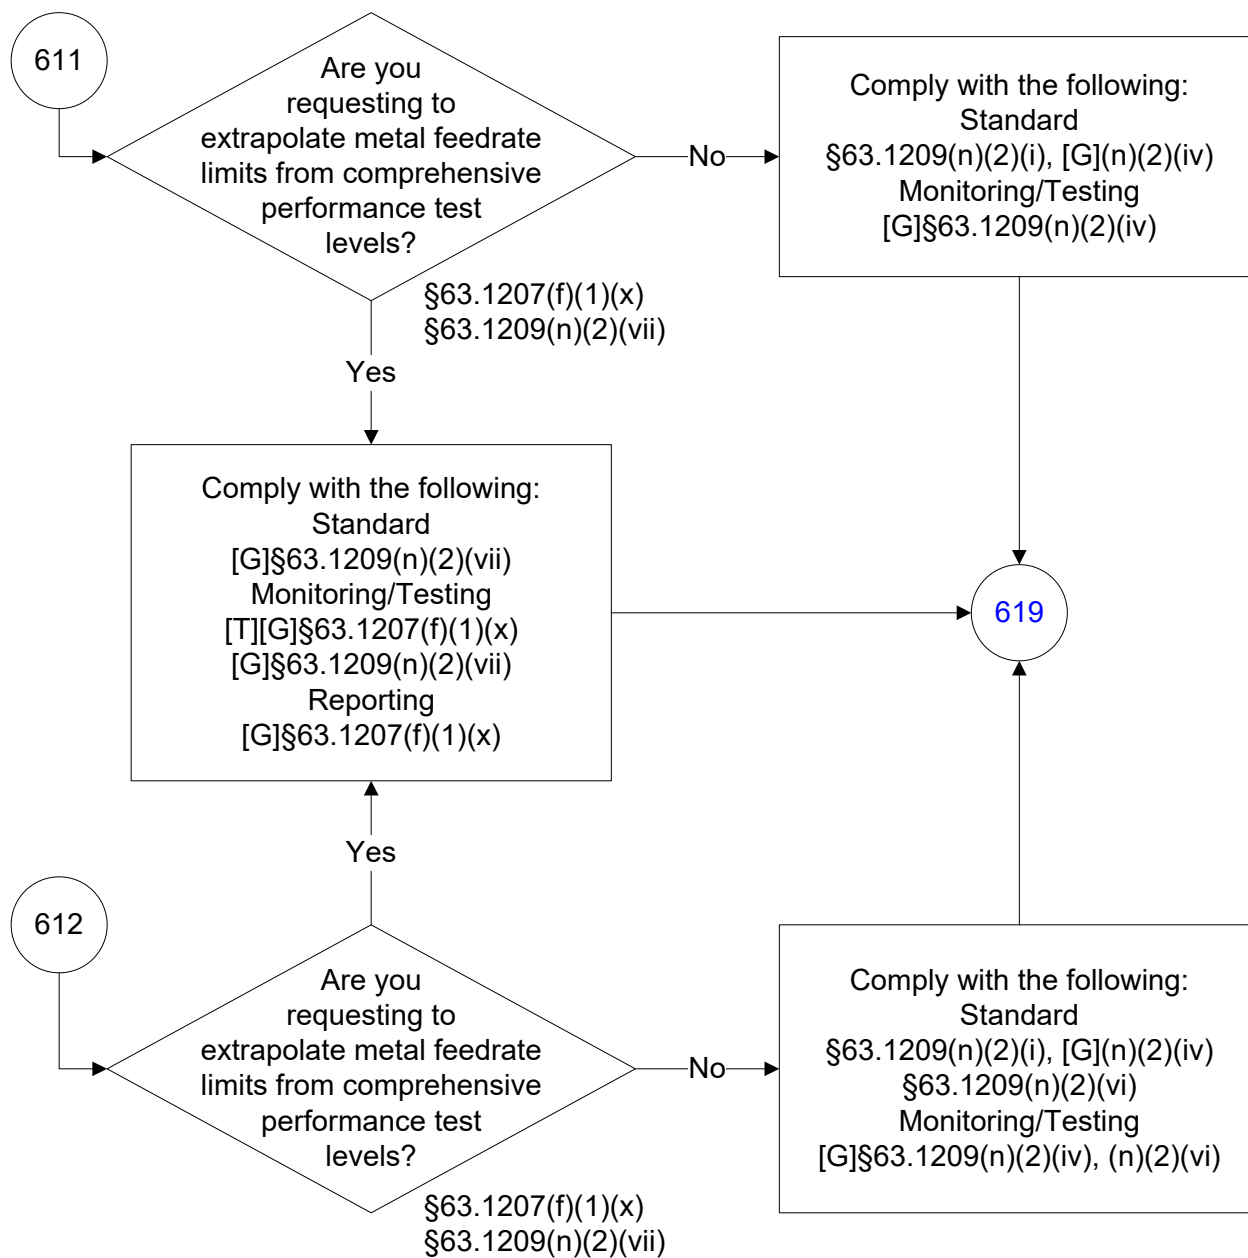 611
Are you
requesting to
extrapolate metal feedrate
limits from comprehensive
performance test
levels?
§63.1207(f)(1)(x)
§63.1209(n)(2)(vii)
No
Comply with the following:
Standard
§63.1209(n)(2)(i), [G](n)(2)(iv)
Monitoring/Testing
[G]§63.1209(n)(2)(iv)
Yes
Comply with the following:
Standard
[G]§63.1209(n)(2)(vii)
Monitoring/Testing
[T][G]§63.1207(f)(1)(x)
[G]§63.1209(n)(2)(vii)
Reporting
[G]§63.1207(f)(1)(x)
619
Yes
612
Are you
requesting to
extrapolate metal feedrate
limits from comprehensive
performance test
levels?
§63.1207(f)(1)(x)
§63.1209(n)(2)(vii)
No
Comply with the following:
Standard
§63.1209(n)(2)(i), [G](n)(2)(iv)
§63.1209(n)(2)(vi)
Monitoring/Testing
[G]§63.1209(n)(2)(iv), (n)(2)(vi)